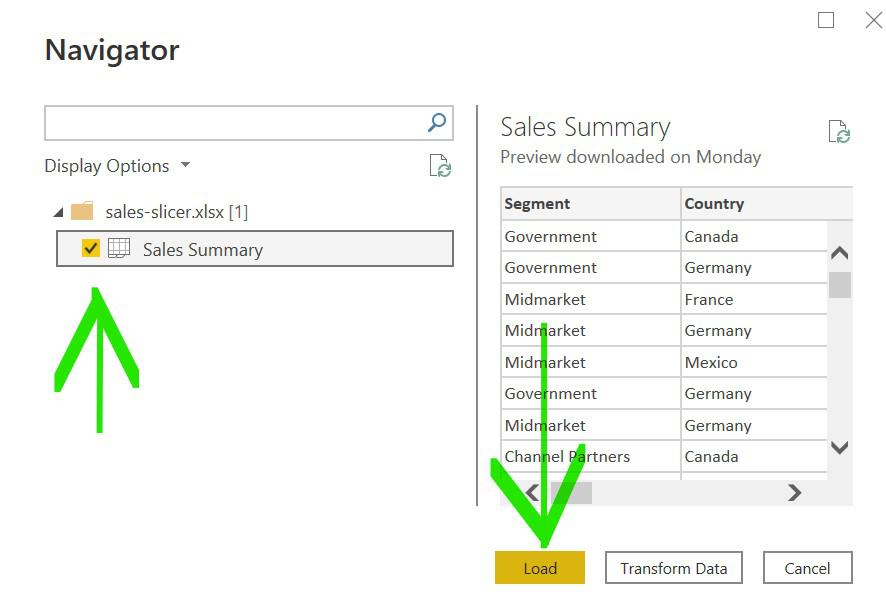 Navigator
Display Options
sales-slicer.xlsx [1]
Sales Summary
Sales Summary
Preview downloaded on Monday
Segment Country
Government Canada
Government Germany
Midmarket France
Midmarket Germany
Midmarket Mexico
Government Germany
Midmarket Germany
Channel Partners Canada
Load Transform Data Cancel